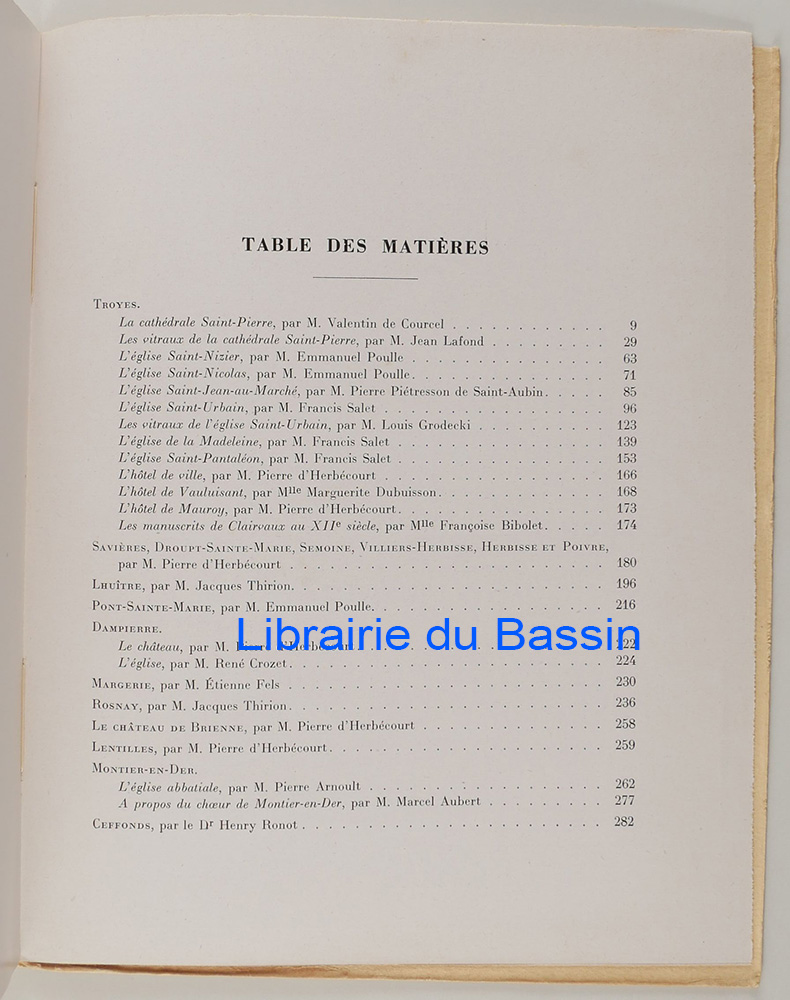 TABLE DES MATIÈRES
TROYES.
La cathédrale Saint-Pierre, par M. Valentin de Courcel . . . . . . . . . . . . 9
Les vitraux de la cathédrale Saint-Pierre, par M. Jean Lafond . . . . . . . . . 29
L'église Saint-Nizier, par M. Emmanuel Poulle . . . . . . . . . . . . . . 63
L'église Saint-Nicolas, par M. Emmanuel Poulle . . . . . . . . . . . . . 71
L'église Saint-Jean-au-Marché, par M. Pierre Piétresson de Saint-Aubin . . . . . 85
L'église Saint-Urbain, par M. Francis Salet . . . . . . . . . . . . . . . . 96
Les vitraux de l'église Saint-Urbain, par M. Louis Grodecki . . . . . . . . . . 123
L'église de la Madeleine, par M. Francis Salet . . . . . . . . . . . . . . . 139
L'église Saint-Pantaléon, par M. Francis Salet . . . . . . . . . . . . . . . 153
L'hôtel de ville, par M. Pierre d'Herbécourt . . . . . . . . . . . . . . . . 166
L'hôtel de Vauluisant, par Mlle Marguerite Dubuisson . . . . . . . . . . . . 168
L'hôtel de Mauroy, par M. Pierre d'Herbécourt . . . . . . . . . . . . . . 173
Les manuscrits de Clairvaux au XIIe siècle, par Mlle Françoise Bibolet . . . . . 174
SAVIÈRES, DROUPT-SAINTE-MARIE, SEMOINE, VILLIERS-HERBISSE, HERBISSE ET POIVRE,
par M. Pierre d'Herbécourt . . . . . . . . . . . . . . . . . . . . . 180
LHUÎTRE, par M. Jacques Thirion . . . . . . . . . . . . . . . . . . . . 196
PONT-SAINTE-MARIE, par M. Emmanuel Poulle . . . . . . . . . . . . . . . 216
DAMPIERRE.
Librairie du Bassin
Le château, par M. Pierre d'Herbécourt . . . . . . . . . . . . . . . . . 222
L'église, par M. René Crozet . . . . . . . . . . . . . . . . . . . . . 224
MARGERIE, par M. Étienne Fels . . . . . . . . . . . . . . . . . . . . . 230
ROSNAY, par M. Jacques Thirion . . . . . . . . . . . . . . . . . . . . . 236
LE CHÂTEAU DE BRIENNE, par M. Pierre d'Herbécourt . . . . . . . . . . . . 258
LENTILLES, par M. Pierre d'Herbécourt . . . . . . . . . . . . . . . . . . 259
MONTIER-EN-DER.
L'église abbatiale, par M. Pierre Arnoult . . . . . . . . . . . . . . . . 262
A propos du chœur de Montier-en-Der, par M. Marcel Aubert . . . . . . . . . 277
CEFFONDS, par le Dr Henry Ronot . . . . . . . . . . . . . . . . . . . . 282